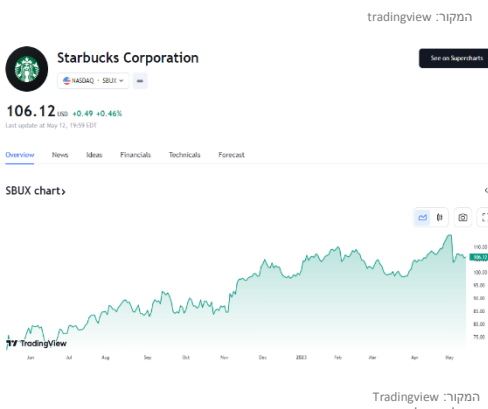 המקור: tradingview
Starbucks Corporation
See on Supercharts
NASDAQ · SBUX
106.12 USD +0.49 +0.46%
Last update at May 12, 19:59 EDT
Overview News Ideas Financials Technicals Forecast
SBUX chart
110.00
106.12
100.00
95.00
90.00
85.00
80.00
75.00
TradingView
Jun Jul Aug Sep Oct Nov Dec 2023 Feb Mar Apr May
המקור: Tradingview